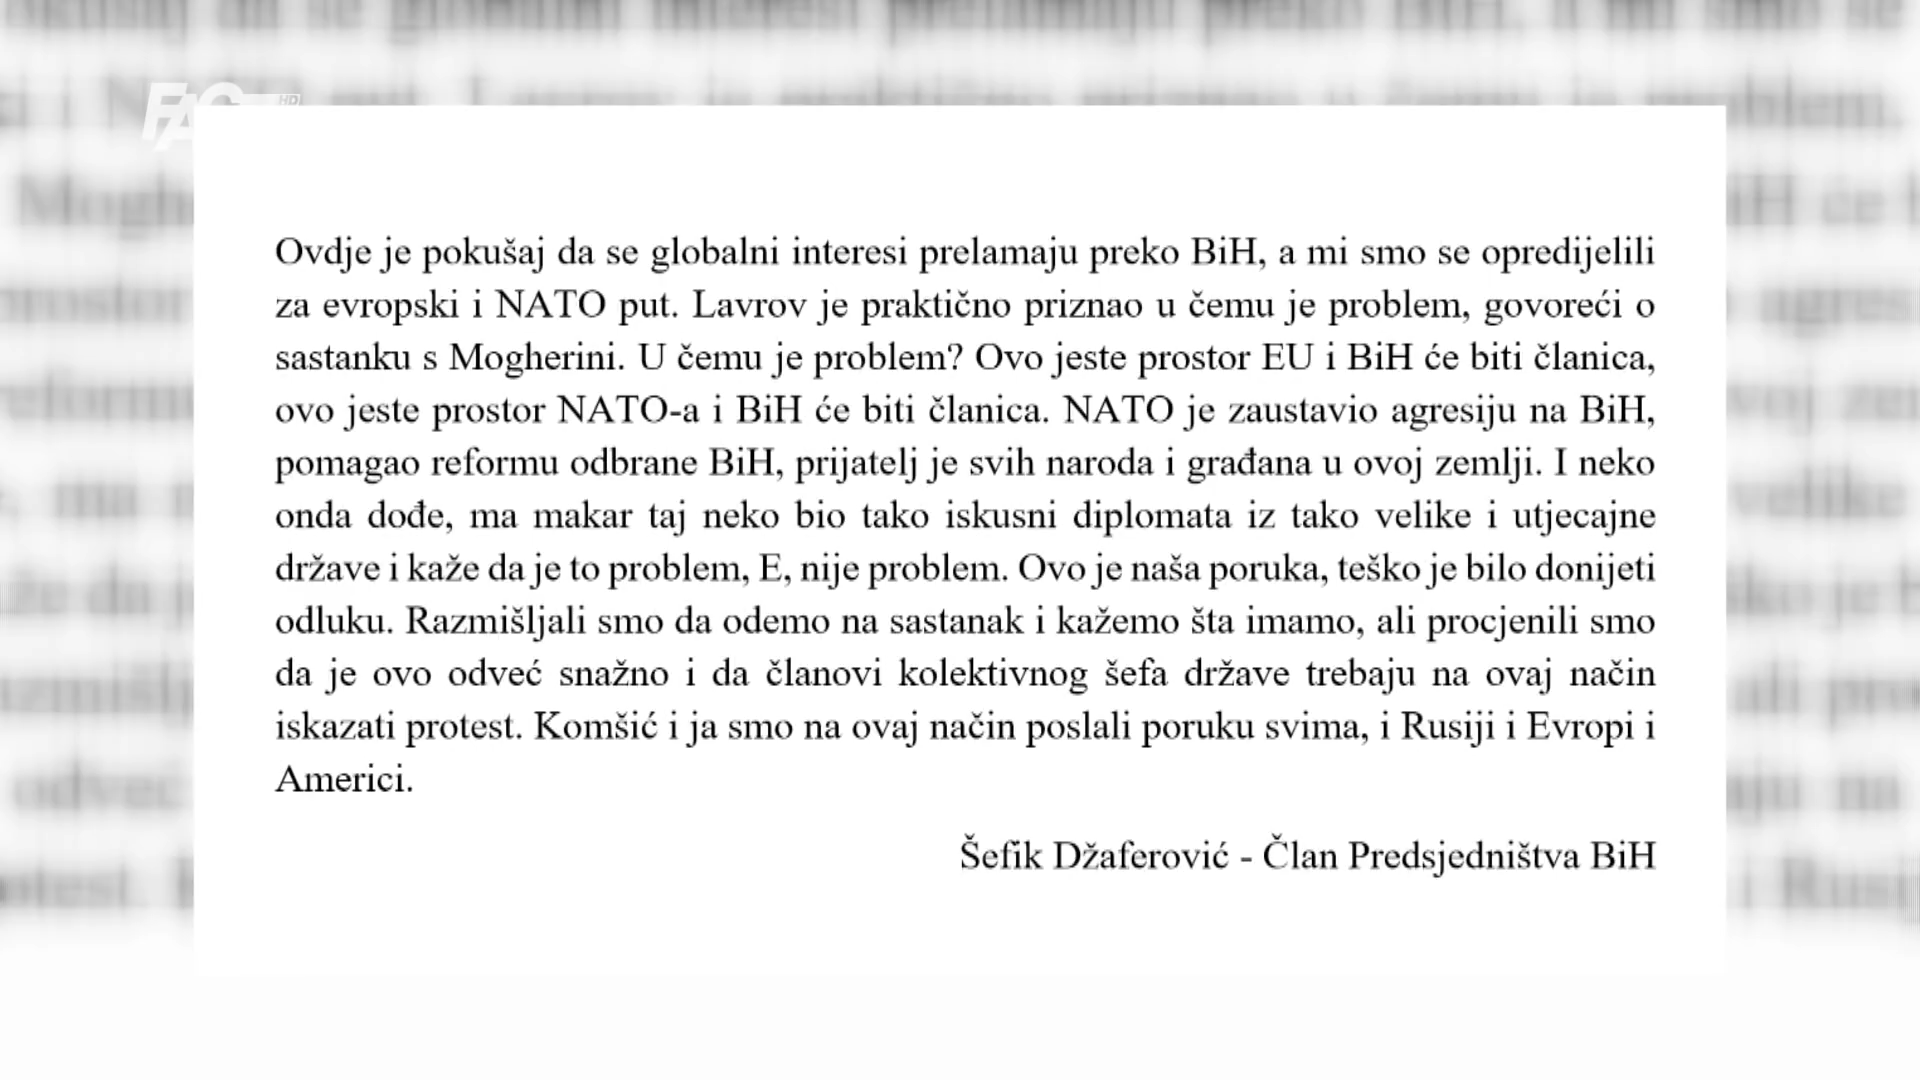 FACE HD
Ovdje je pokušaj da se globalni interesi prelamaju preko BiH, a mi smo se opredijelili
za evropski i NATO put. Lavrov je praktično priznao u čemu je problem, govoreći o
sastanku s Mogherini. U čemu je problem? Ovo jeste prostor EU i BiH će biti članica,
ovo jeste prostor NATO-a i BiH će biti članica. NATO je zaustavio agresiju na BiH,
pomagao reformu odbrane BiH, prijatelj je svih naroda i građana u ovoj zemlji. I neko
onda dođe, ma makar taj neko bio tako iskusni diplomata iz tako velike i utjecajne
države i kaže da je to problem, E, nije problem. Ovo je naša poruka, teško je bilo donijeti
odluku. Razmišljali smo da odemo na sastanak i kažemo šta imamo, ali procjenili smo
da je ovo odveć snažno i da članovi kolektivnog šefa države trebaju na ovaj način
iskazati protest. Komšić i ja smo na ovaj način poslali poruku svima, i Rusiji i Evropi i
Americi.
Šefik Džaferović - Član Predsjedništva BiH